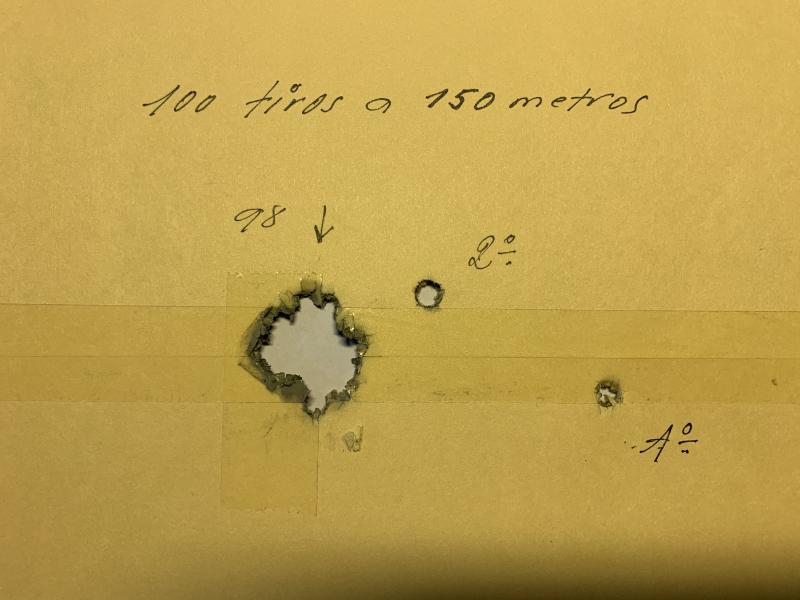 100 tiros a 150 metros
98 ↓
2º
1º